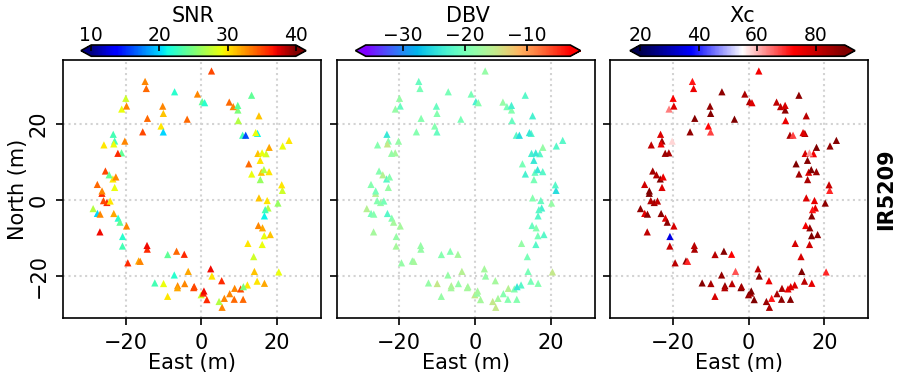 SNR DBV Xc
10 20 30 40 −30 −20 −10 20 40 60 80
North (m)
20
0
−20
IR5209
−20 0 20 −20 0 20 −20 0 20
East (m) East (m) East (m)